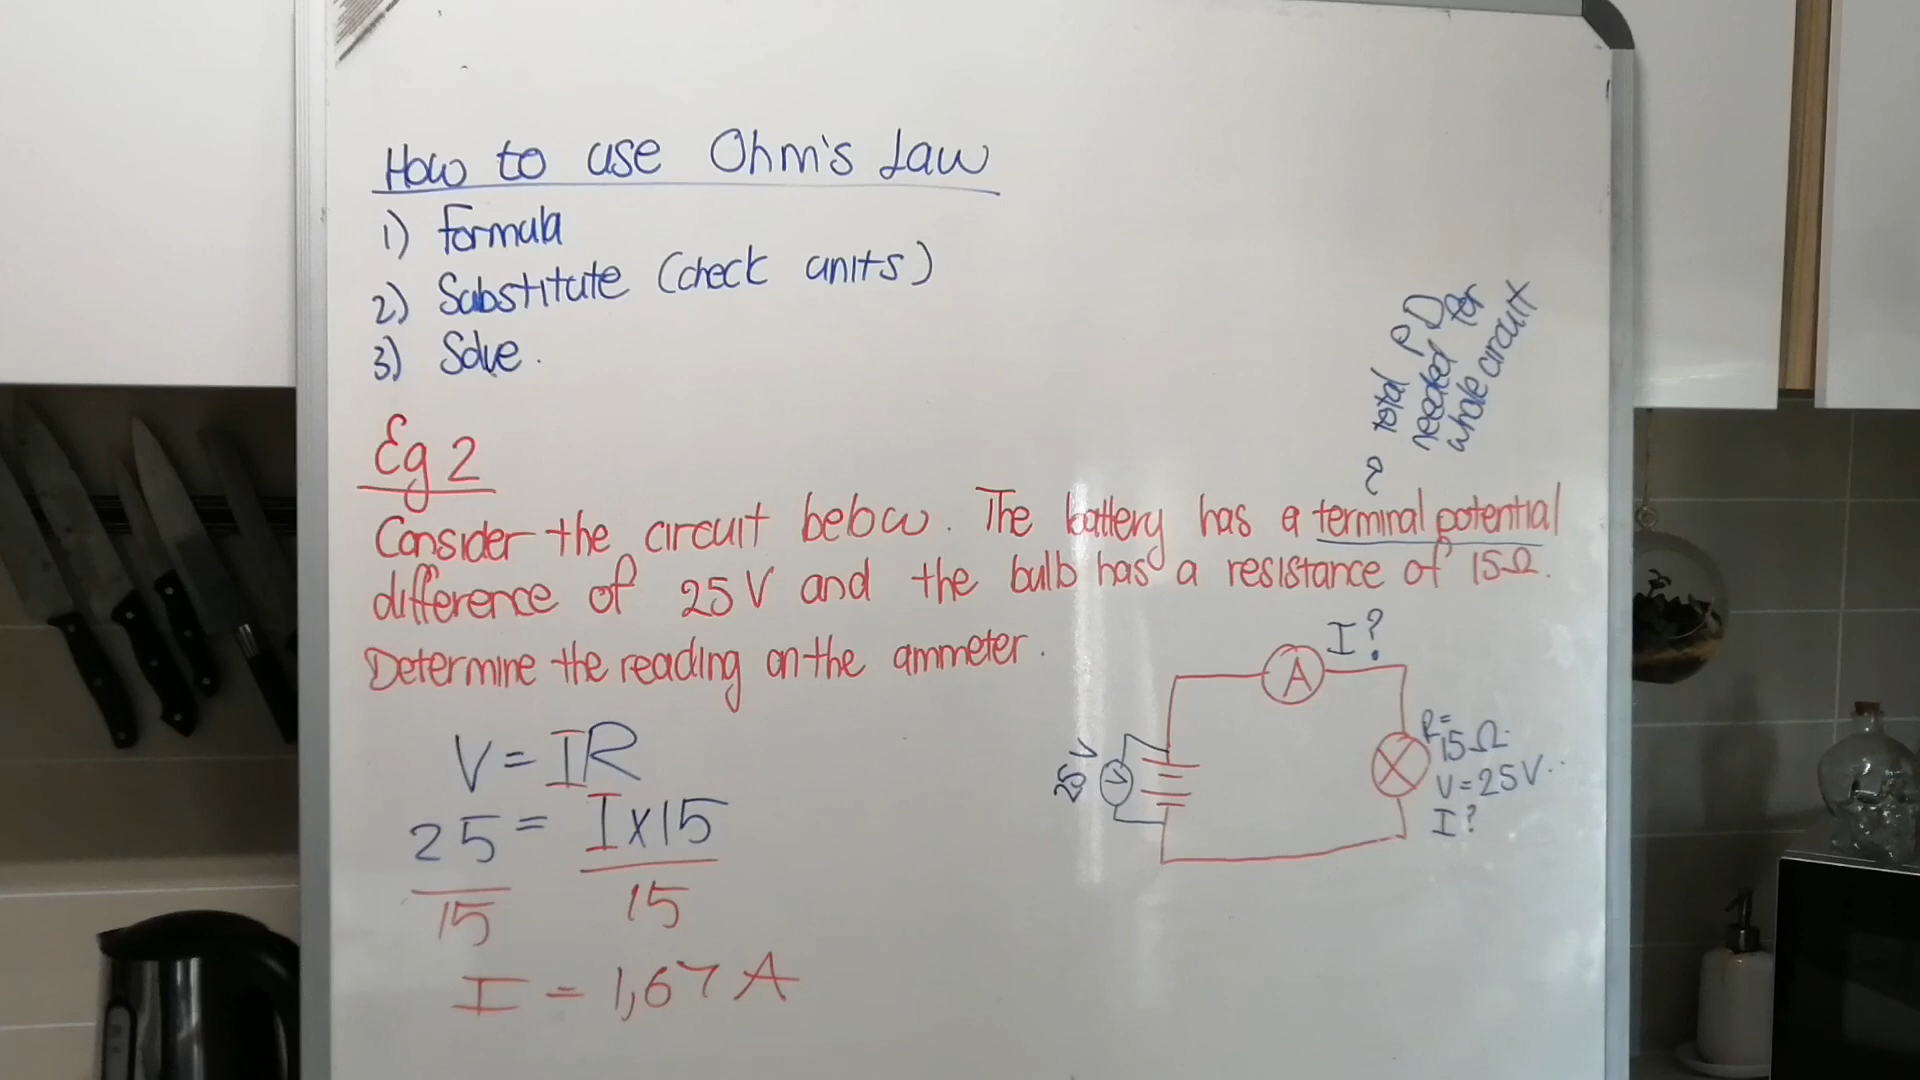 How to use Ohm's Law
1) Formula
2) Substitute (check units)
3) Solve.
total PD
needed for
whole circuit
Eg 2
Consider the circuit below. The battery has a terminal potential
difference of 25 V and the bulb has a resistance of 15Ω.
Determine the reading on the ammeter.
I?
A
V = IR
R=
15Ω
25 V
V
V=25V..
I?
25 = I x 15
15 15
I = 1,67 A